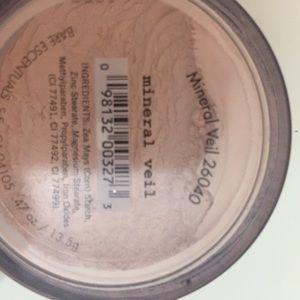 Mineral Veil 26040
mineral veil
0 98132 00327 3
INGREDIENTS: Zea Mays (Corn) Starch,
Zinc Stearate, Magnesium Stearate,
Methylparaben, Propylparaben, Iron Oxides
(CI 77491, CI 77492, CI 77499).
BARE ESCENTUALS
.47 oz / 13.5g